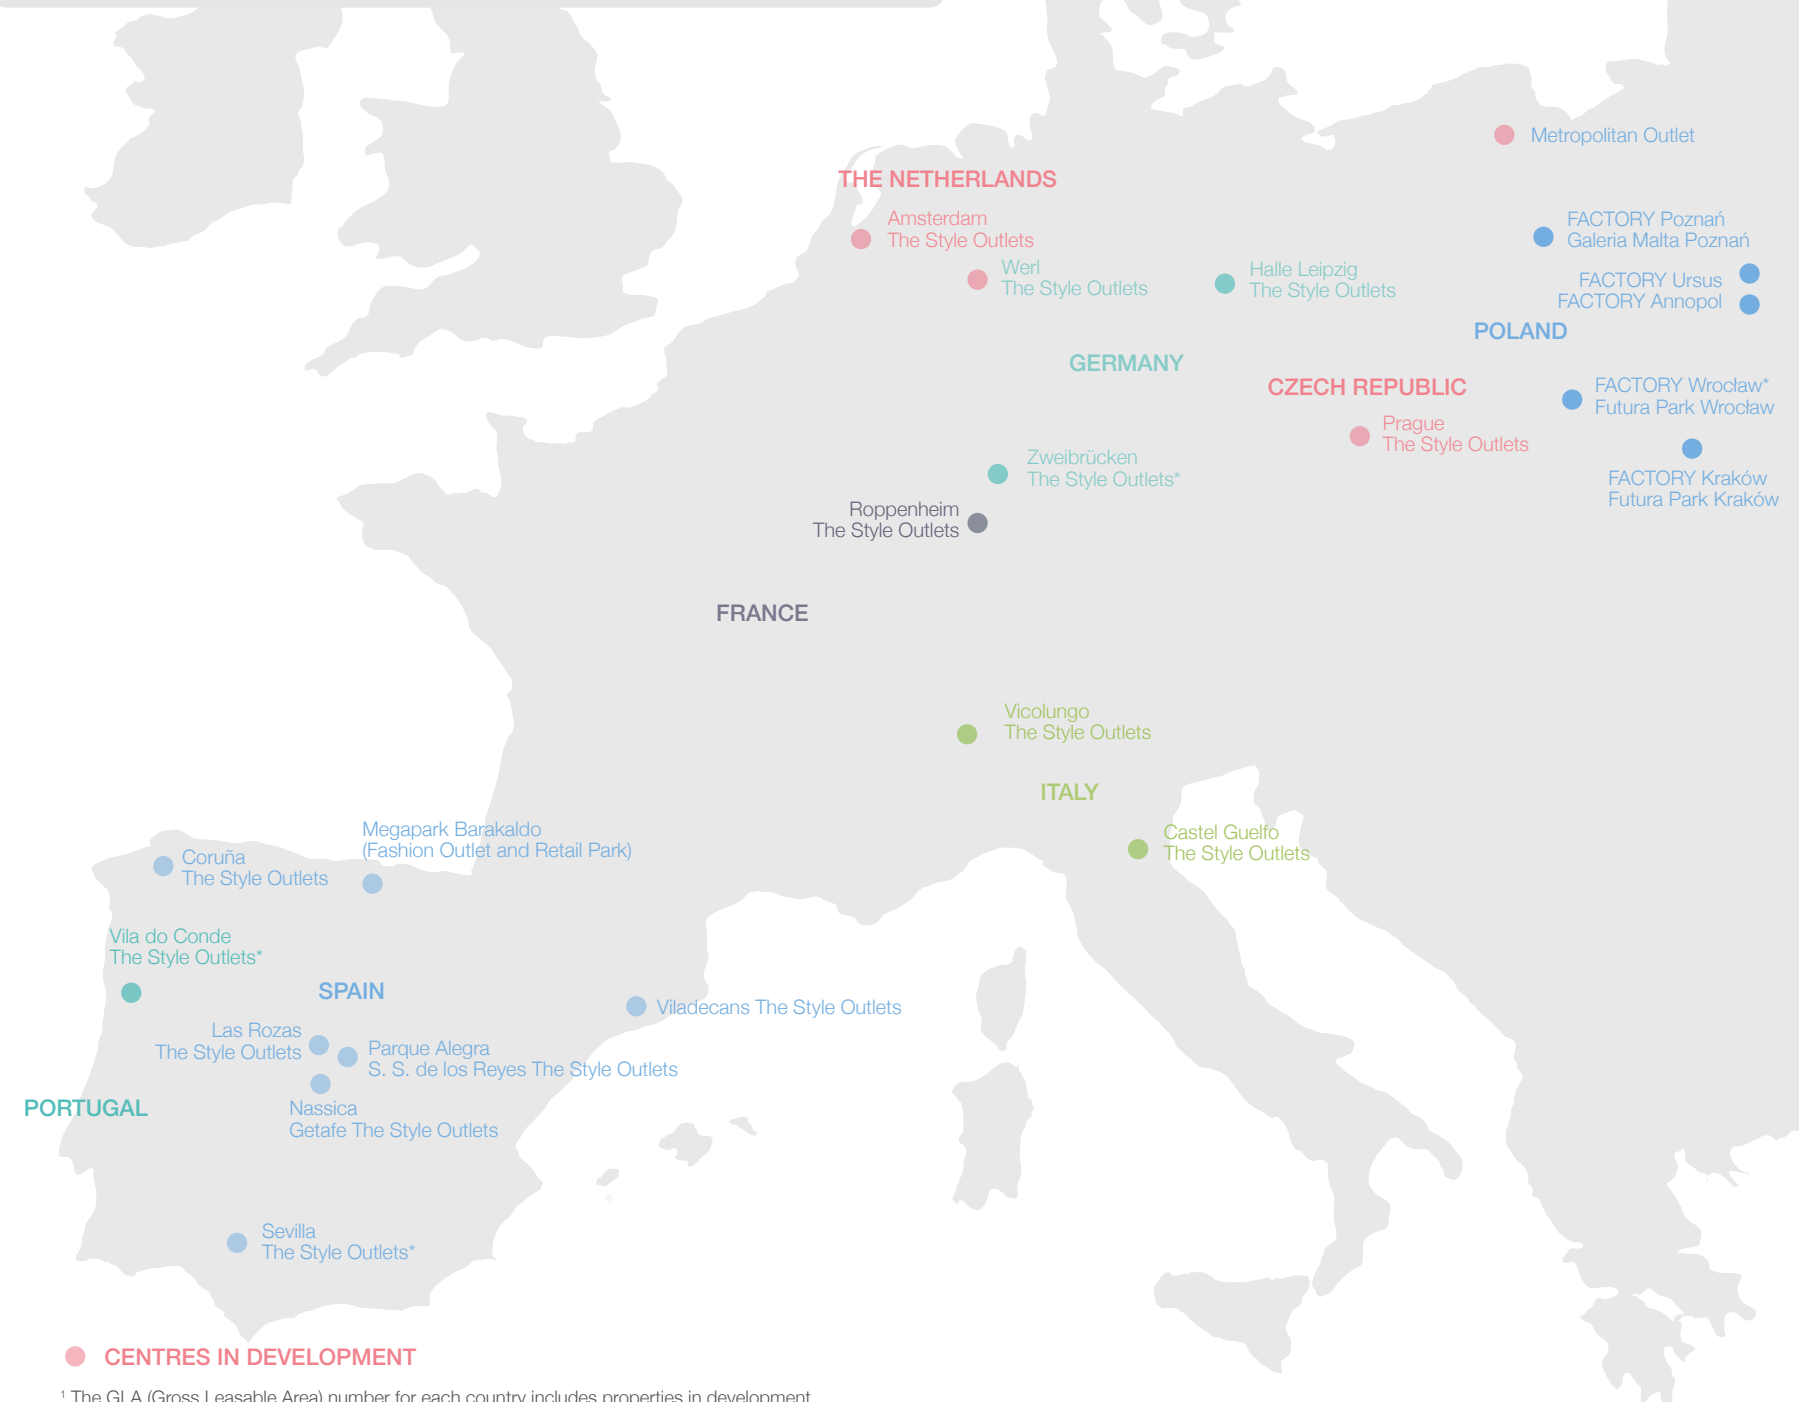 Metropolitan Outlet
THE NETHERLANDS
Amsterdam
The Style Outlets
Werl
The Style Outlets
Halle Leipzig
The Style Outlets
FACTORY Poznań
Galeria Malta Poznań
FACTORY Ursus
FACTORY Annopol
POLAND
GERMANY
CZECH REPUBLIC
Prague
The Style Outlets
FACTORY Wrocław*
Futura Park Wrocław
FACTORY Kraków
Futura Park Kraków
Zweibrücken
The Style Outlets*
Roppenheim
The Style Outlets
FRANCE
Vicolungo
The Style Outlets
ITALY
Castel Guelfo
The Style Outlets
Megapark Barakaldo
(Fashion Outlet and Retail Park)
Coruña
The Style Outlets
Vila do Conde
The Style Outlets*
SPAIN
Viladecans The Style Outlets
Las Rozas
The Style Outlets
Parque Alegra
S. S. de los Reyes The Style Outlets
PORTUGAL
Nassica
Getafe The Style Outlets
Sevilla
The Style Outlets*
CENTRES IN DEVELOPMENT
¹ The GLA (Gross Leasable Area) number for each country includes properties in development